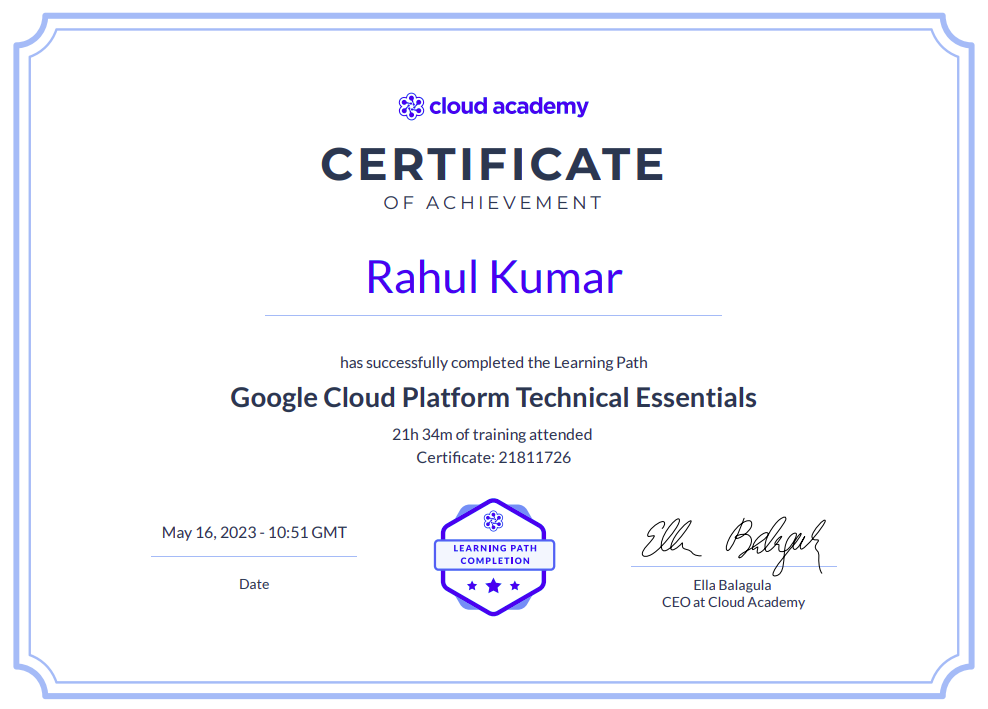 cloud academy
CERTIFICATE
OF ACHIEVEMENT
Rahul Kumar
has successfully completed the Learning Path
Google Cloud Platform Technical Essentials
21h 34m of training attended
Certificate: 21811726
May 16, 2023 - 10:51 GMT
Date
LEARNING PATH
COMPLETION
Ella Balagula
Ella Balagula
CEO at Cloud Academy